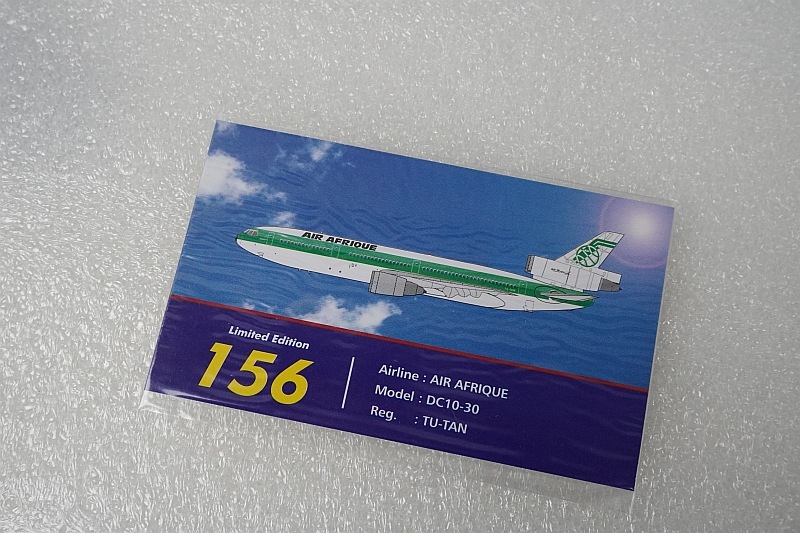 AIR AFRIQUE
Limited Edition
156
Airline : AIR AFRIQUE
Model : DC10-30
Reg. : TU-TAN